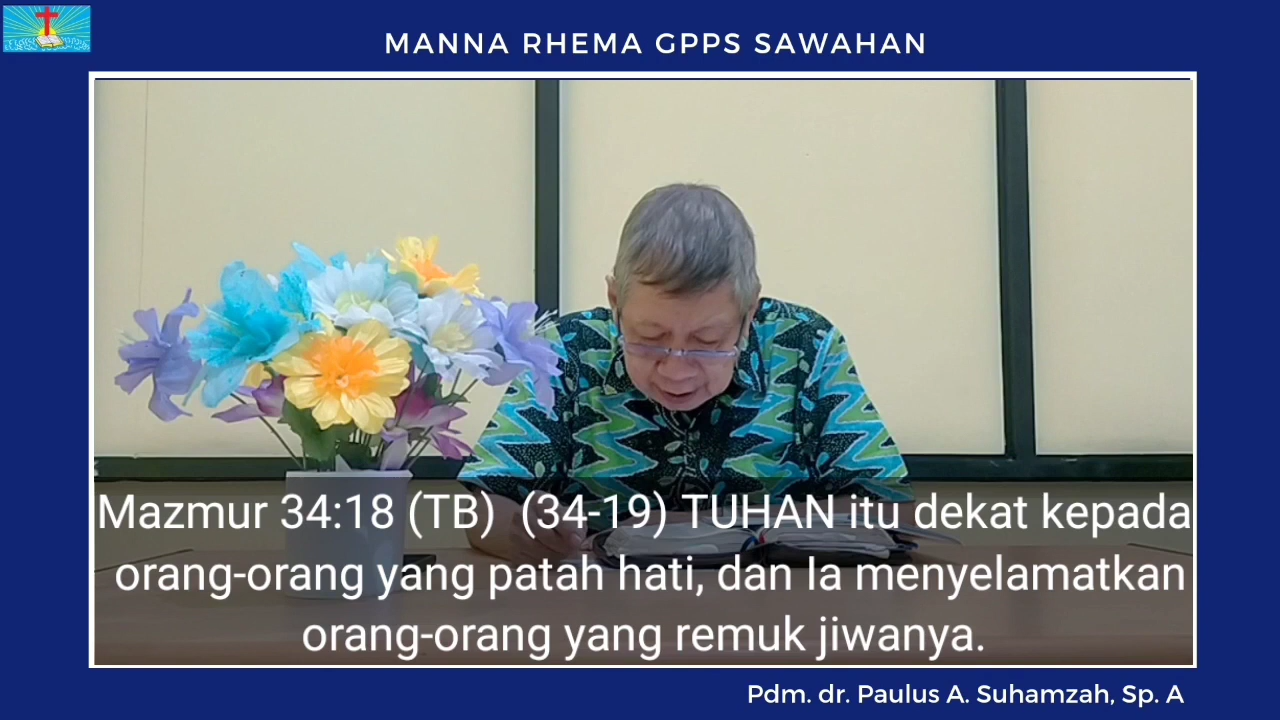 MANNA RHEMA GPPS SAWAHAN
Mazmur 34:18 (TB) (34-19) TUHAN itu dekat kepada
orang-orang yang patah hati, dan Ia menyelamatkan
orang-orang yang remuk jiwanya.
Pdm. dr. Paulus A. Suhamzah, Sp. A